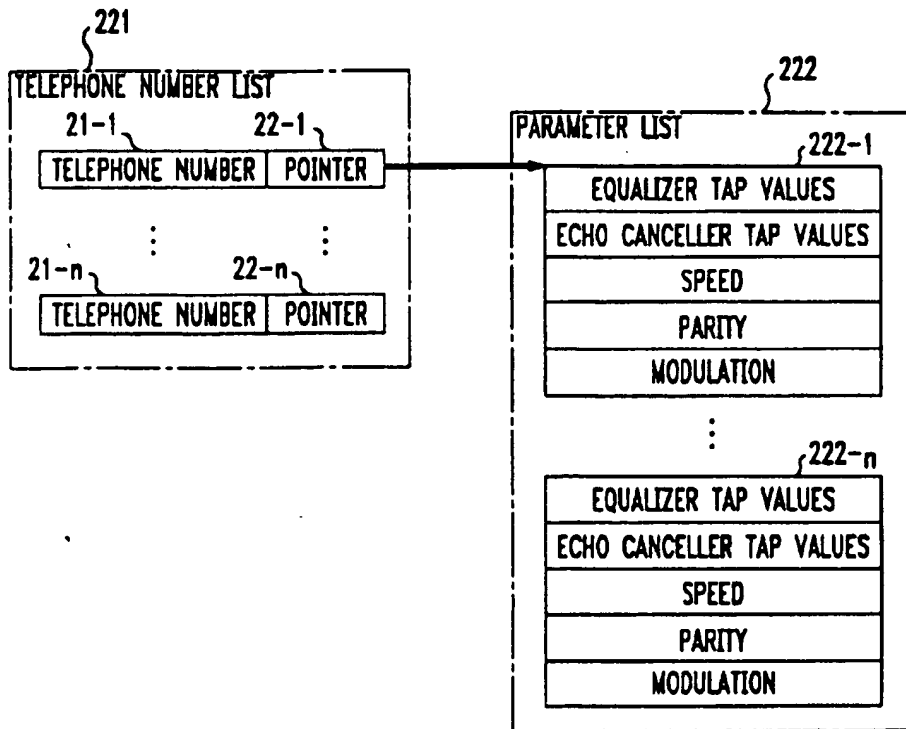 221
TELEPHONE NUMBER LIST
21-1
22-1
TELEPHONE NUMBER
POINTER
21-n
22-n
TELEPHONE NUMBER
POINTER
222
PARAMETER LIST
222-1
EQUALIZER TAP VALUES
ECHO CANCELLER TAP VALUES
SPEED
PARITY
MODULATION
222-n
EQUALIZER TAP VALUES
ECHO CANCELLER TAP VALUES
SPEED
PARITY
MODULATION